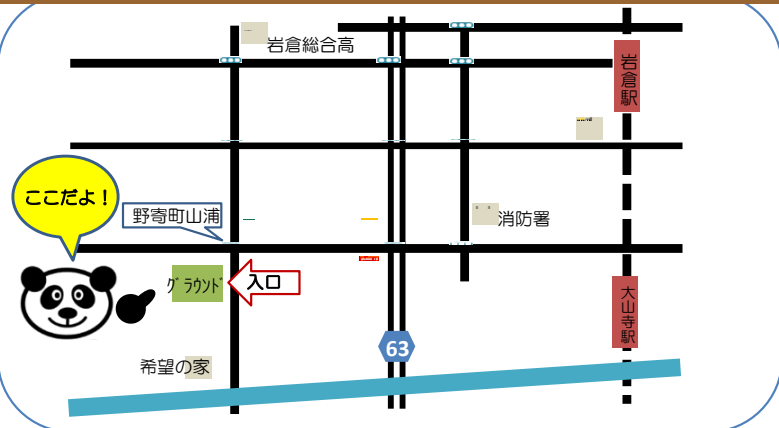 岩倉総合高
岩倉駅
ここだよ！
野寄町山浦
消防署
グラウンド
入口
大山寺駅
63
希望の家